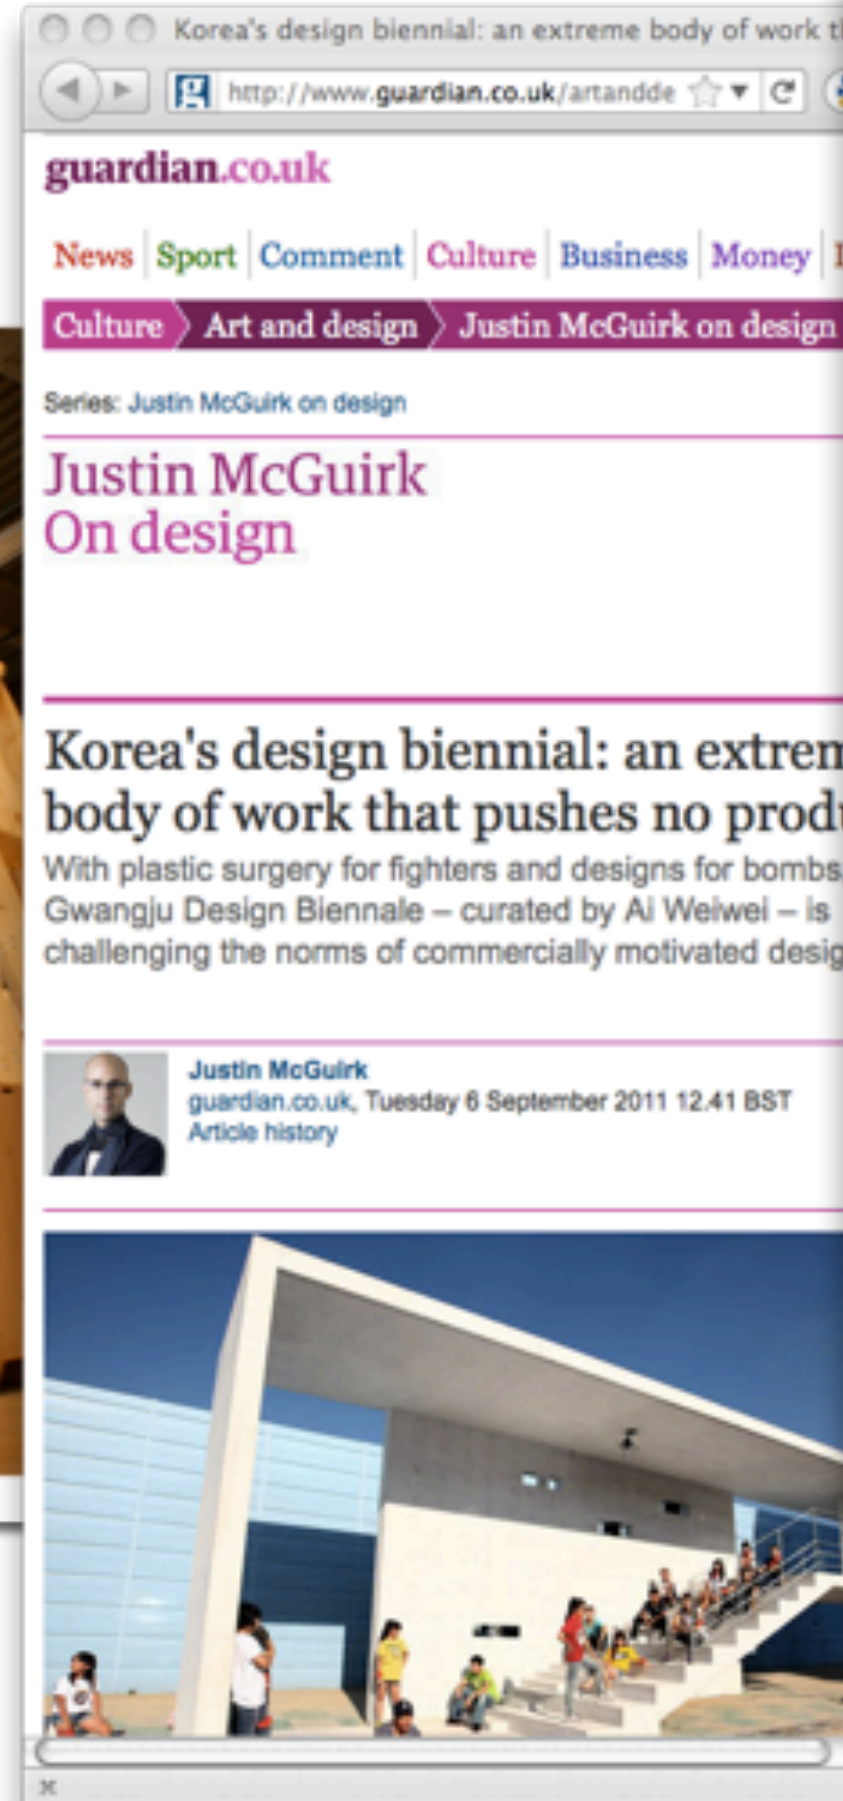 Korea's design biennial: an extreme body of work
http://www.guardian.co.uk/artandde
guardian.co.uk
News Sport Comment Culture Business Money
Culture Art and design Justin McGuirk on design
Series: Justin McGuirk on design
Justin McGuirk
On design
Korea's design biennial: an extrem
body of work that pushes no produ
With plastic surgery for fighters and designs for bombs,
Gwangju Design Biennale – curated by Ai Weiwei – is
challenging the norms of commercially motivated desig
Justin McGuirk
guardian.co.uk, Tuesday 6 September 2011 12.41 BST
Article history